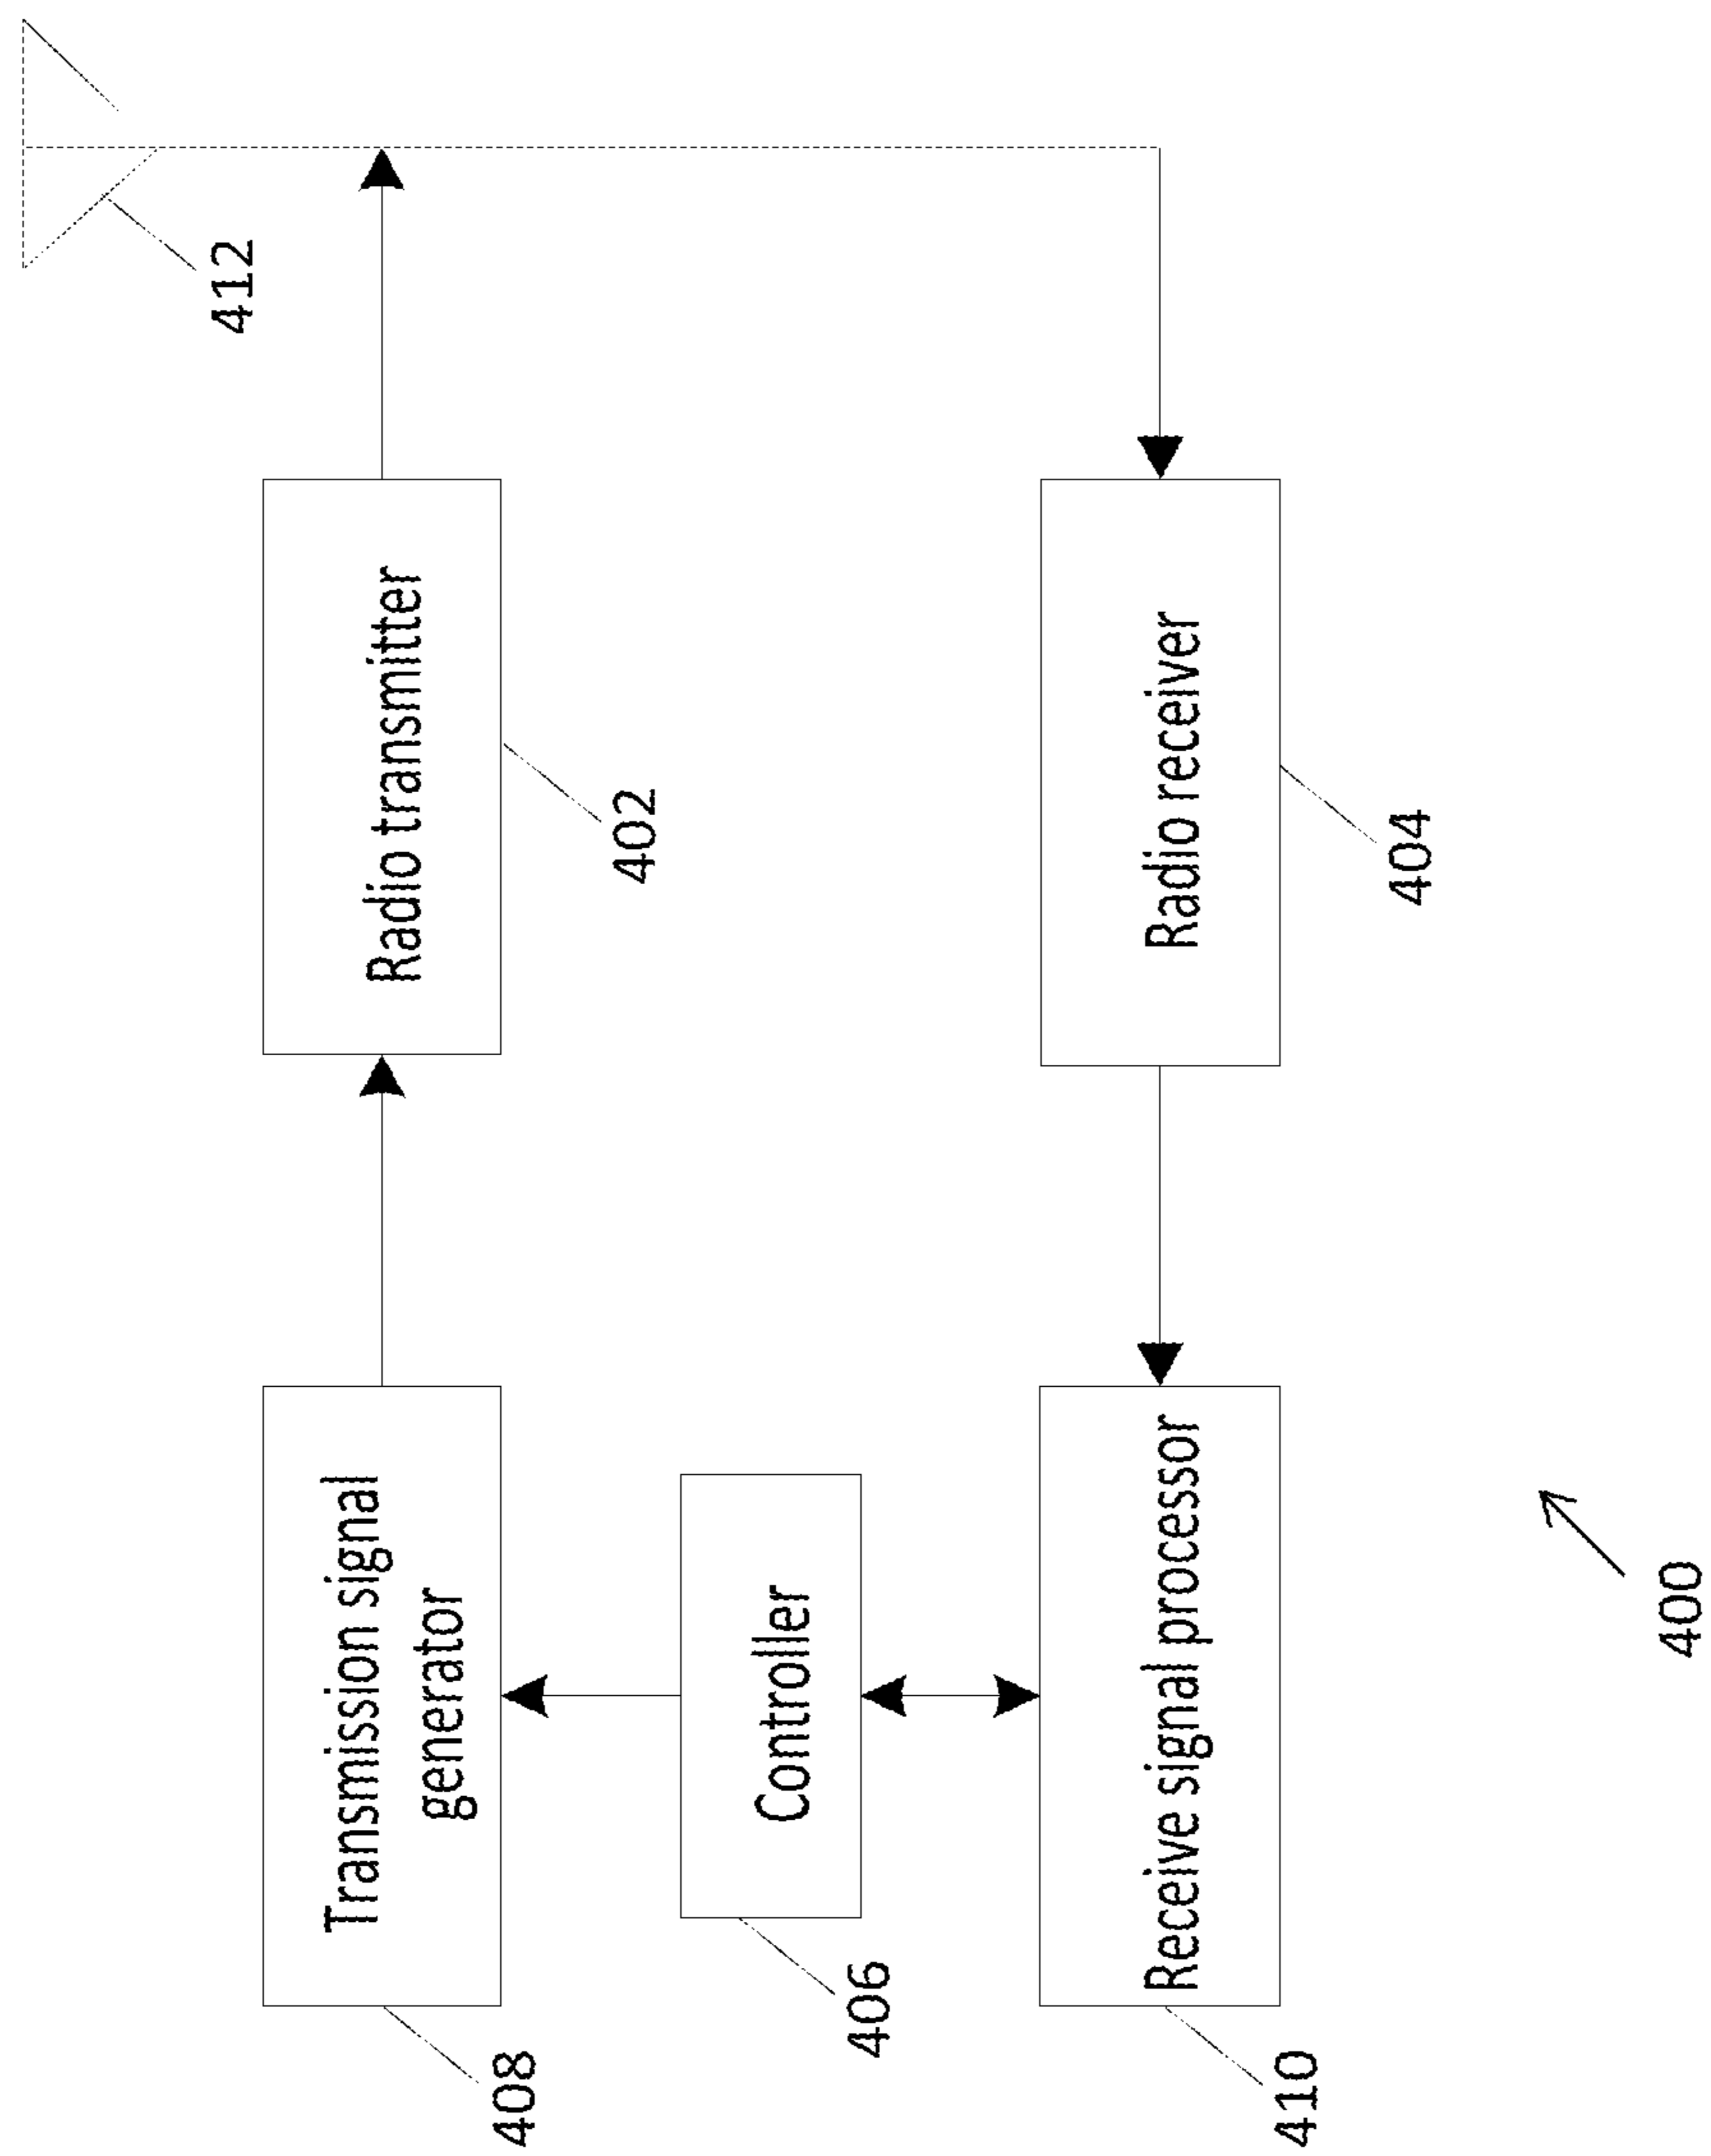 412
Transmission signal
generator
Radio transmitter
408
402
Controller
406
Receive signal processor
Radio receiver
410
404
400